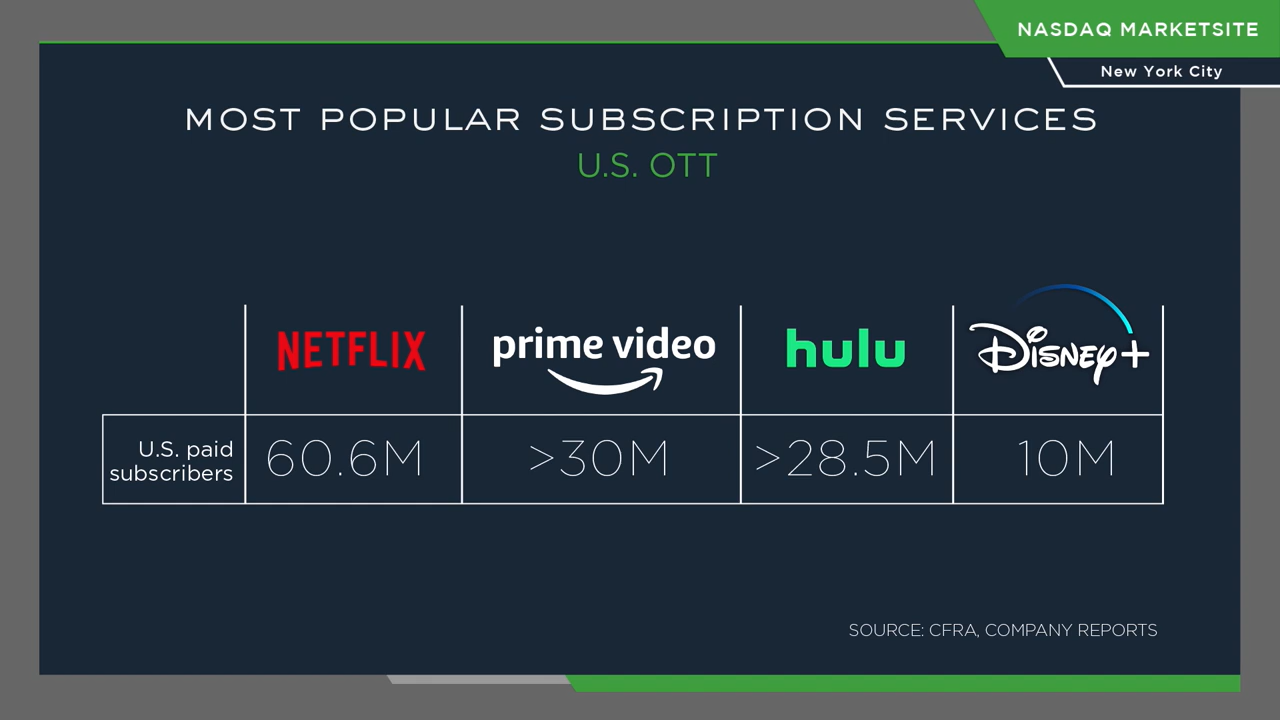 NASDAQ MARKETSITE
New York City
MOST POPULAR SUBSCRIPTION SERVICES
U.S. OTT
NETFLIX
prime video
hulu
Disney+
U.S. paid
subscribers
60.6M
>30M
>28.5M
10M
SOURCE: CFRA, COMPANY REPORTS